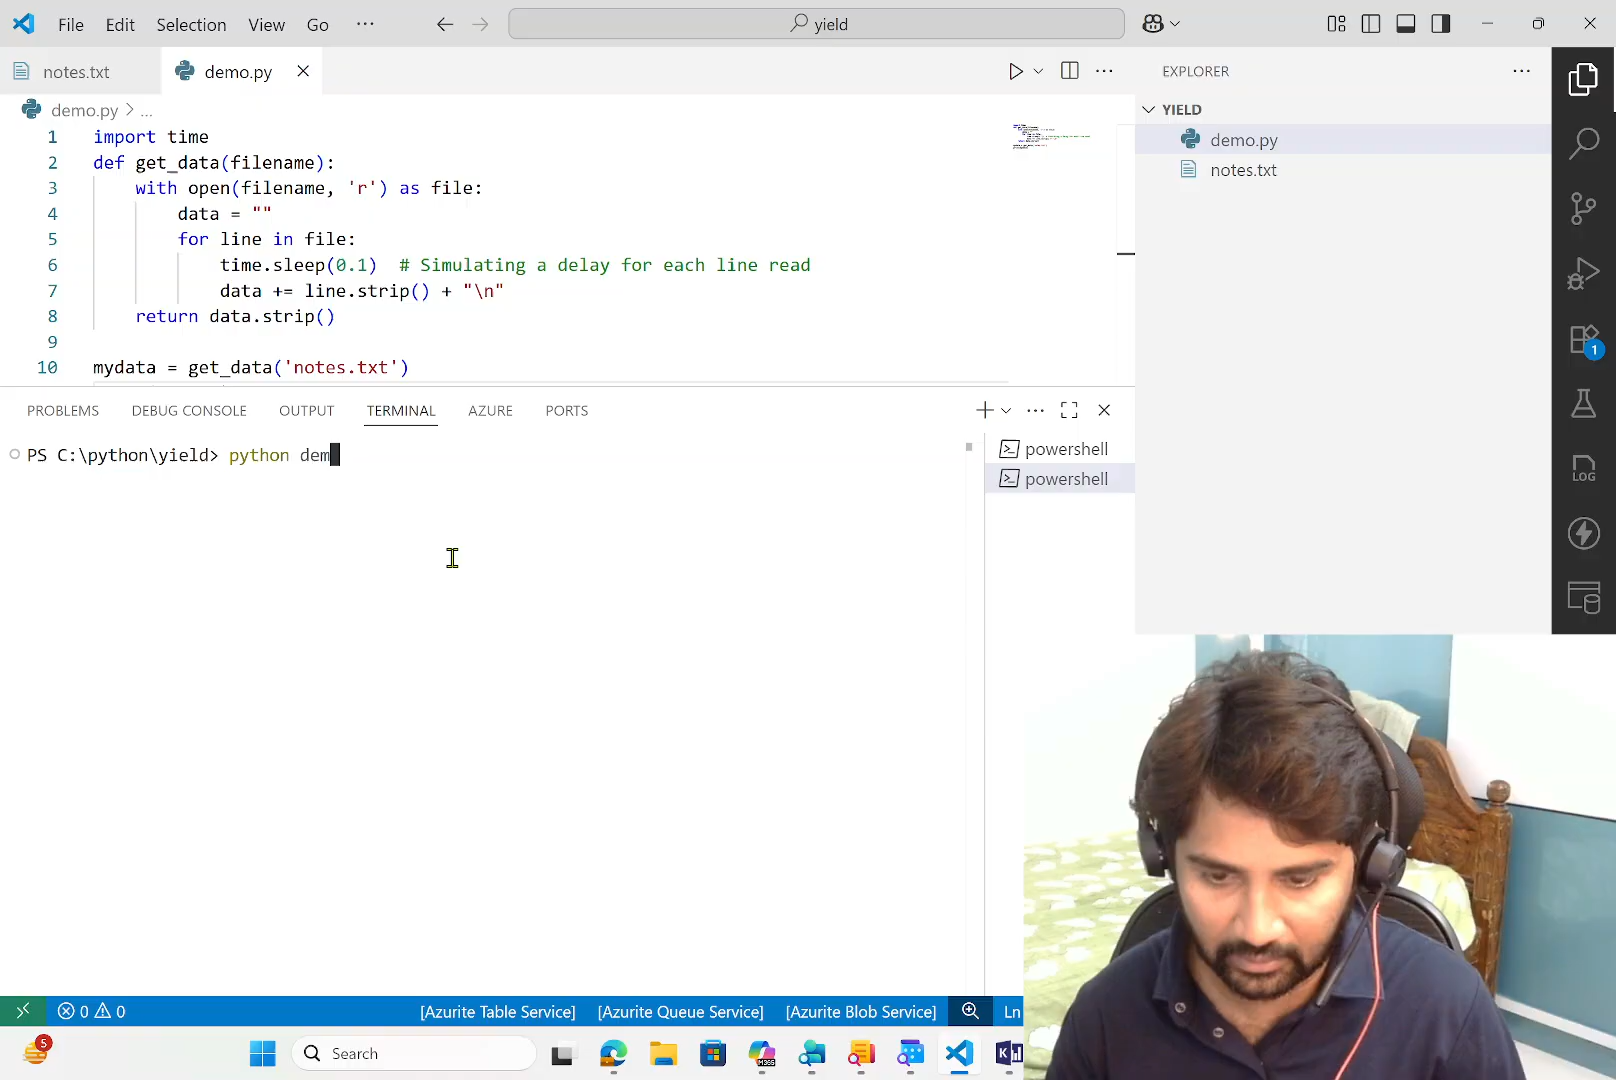 File Edit Selection View Go ··· yield
notes.txt demo.py
EXPLORER
demo.py > ...
YIELD
demo.py
notes.txt
1
1 import time
2 def get_data(filename):
3 with open(filename, 'r') as file:
4 data = ""
5 for line in file:
6 time.sleep(0.1) # Simulating a delay for each line read
7 data += line.strip() + "\n"
8 return data.strip()
9
10 mydata = get_data('notes.txt')
PROBLEMS DEBUG CONSOLE OUTPUT TERMINAL AZURE PORTS
PS C:\python\yield> python dem
powershell
powershell
LOG
0 0 [Azurite Table Service] [Azurite Queue Service] [Azurite Blob Service] Ln
5 Search M365 K